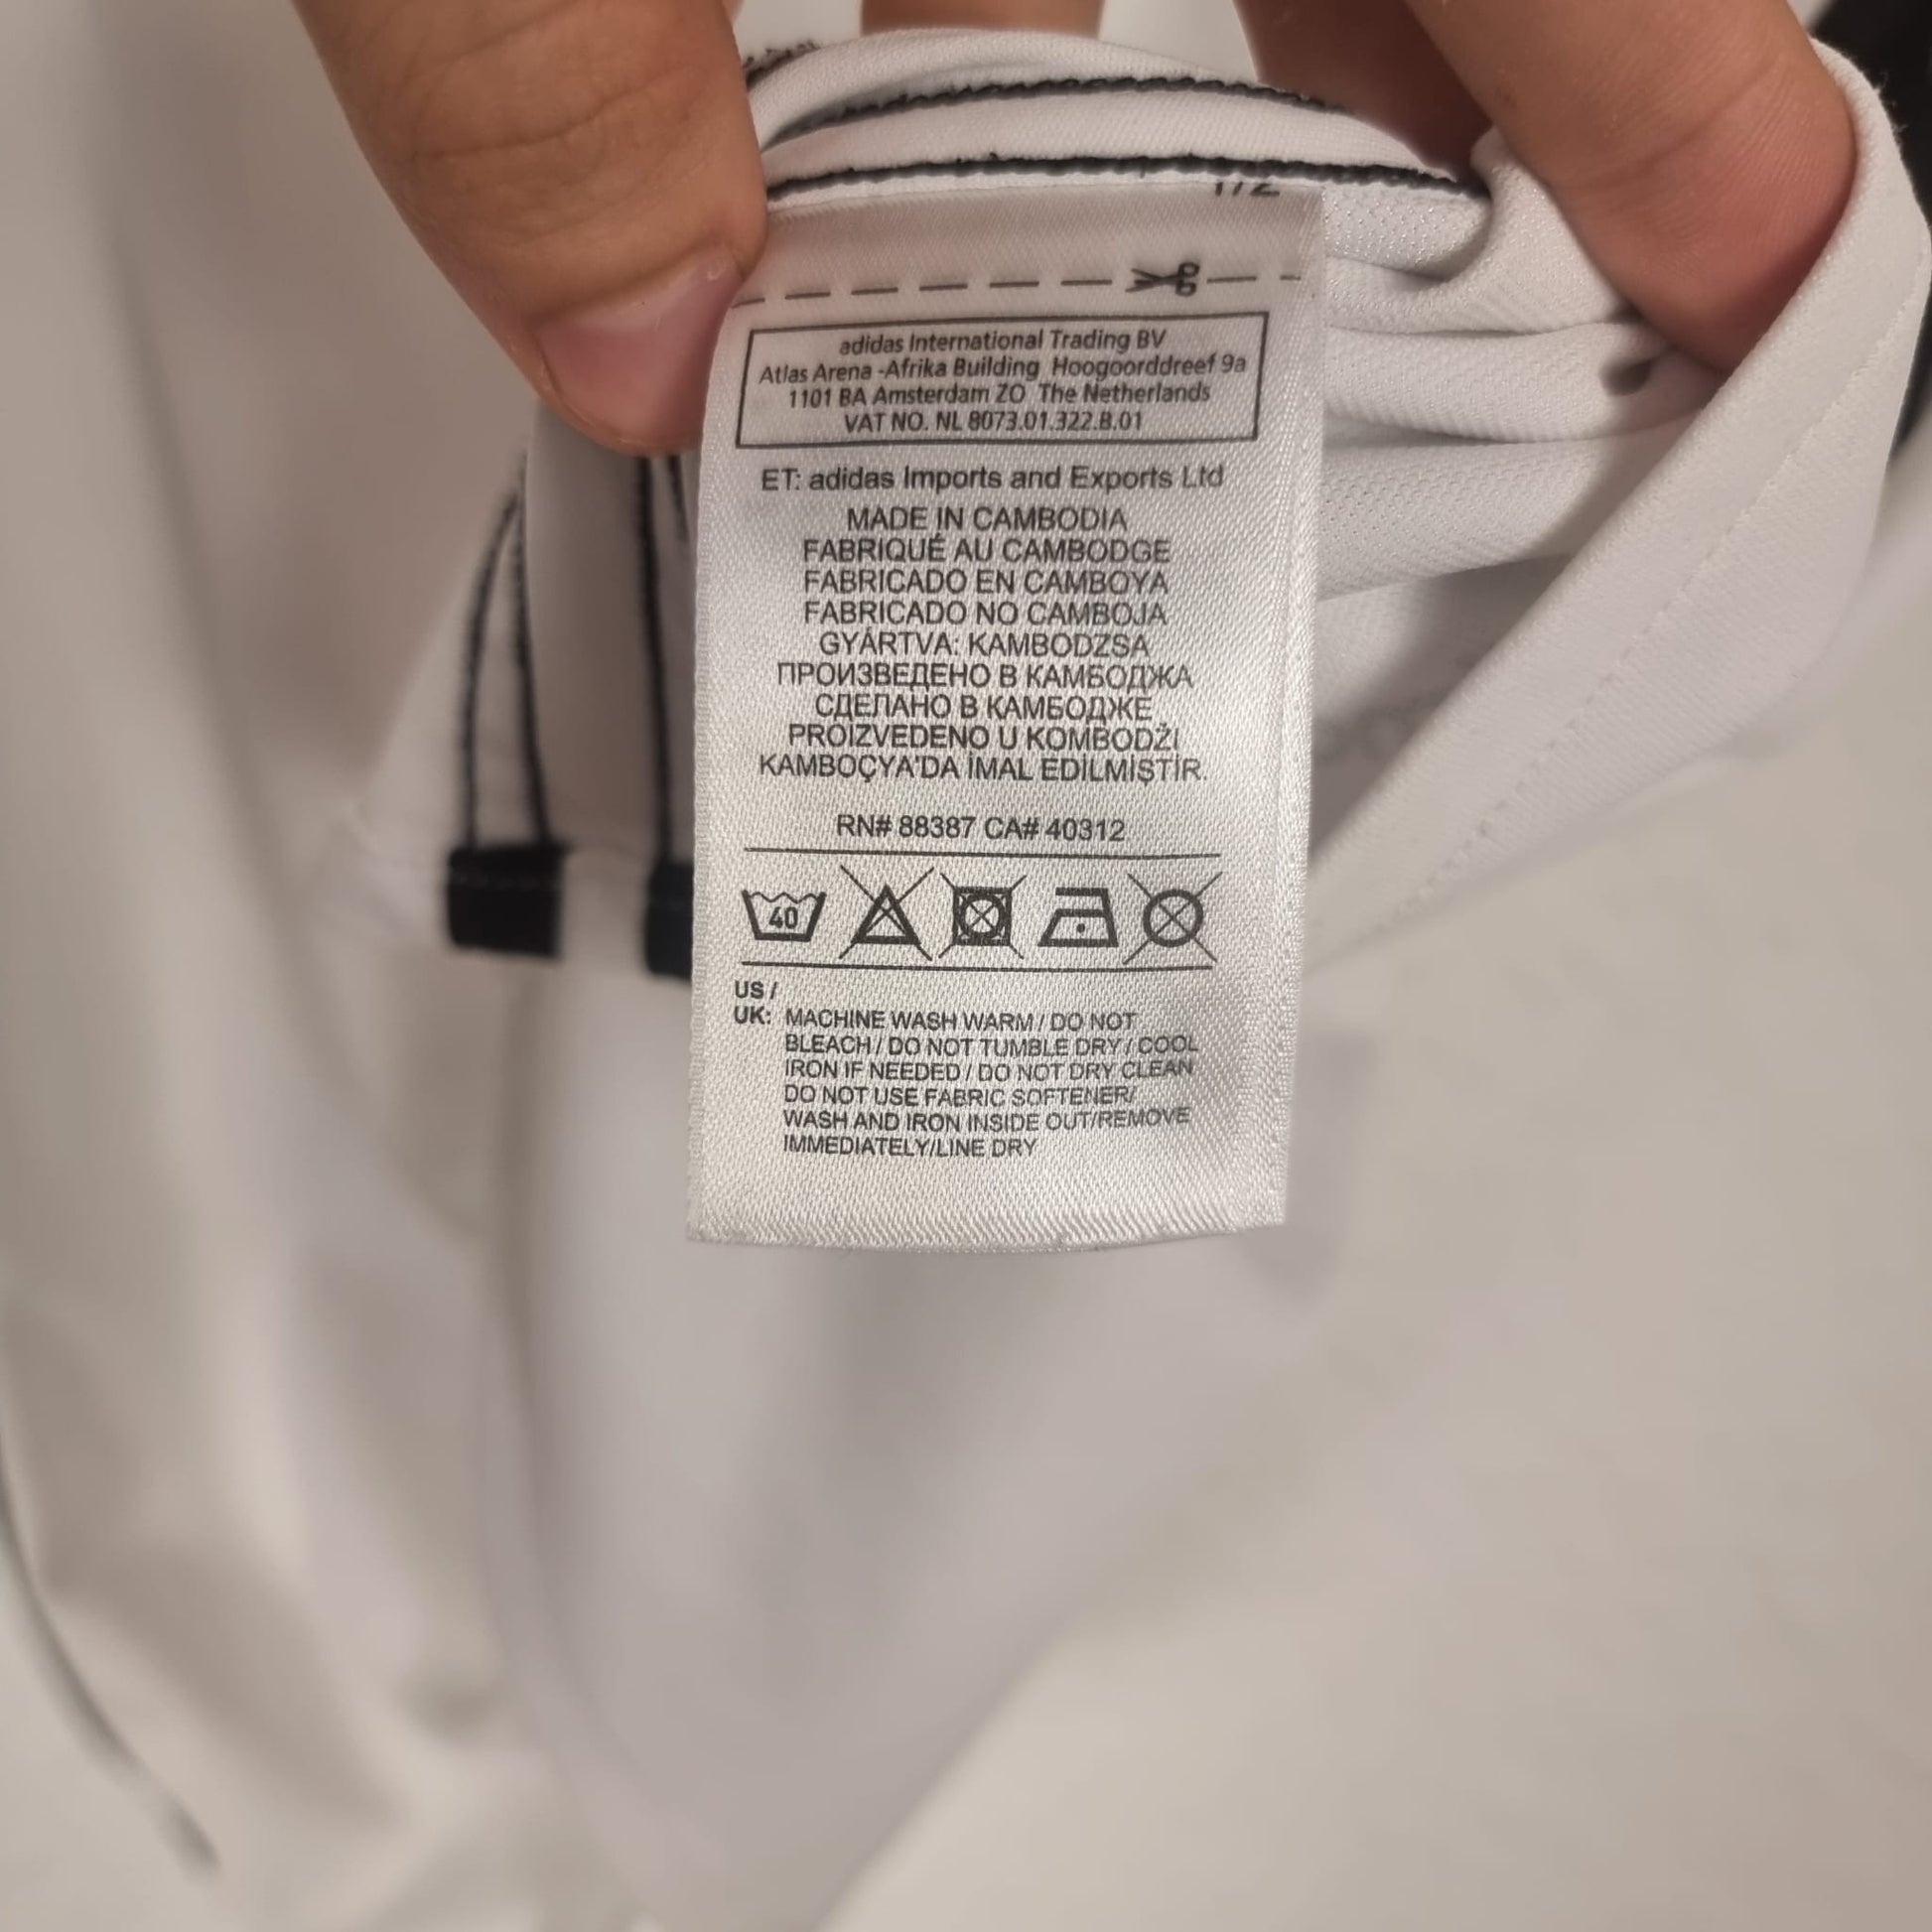 1/2
adidas International Trading BV
Atlas Arena -Afrika Building Hoogoorddreef 9a
1101 BA Amsterdam ZO The Netherlands
VAT NO. NL 8073.01.322.B.01
ET: adidas Imports and Exports Ltd
MADE IN CAMBODIA
FABRIQUÉ AU CAMBODGE
FABRICADO EN CAMBOYA
FABRICADO NO CAMBOJA
GYÁRTVA: KAMBODZSA
ПРОИЗВЕДЕНО В КАМБОДЖА
СДЕЛАНО В КАМБОДЖЕ
PROIZVEDENO U KOMBODŽI
KAMBOÇYA'DA İMAL EDİLMİŞTİR.
RN# 88387 CA# 40312
40
US /
UK: MACHINE WASH WARM / DO NOT
BLEACH / DO NOT TUMBLE DRY / COOL
IRON IF NEEDED / DO NOT DRY CLEAN
DO NOT USE FABRIC SOFTENER/
WASH AND IRON INSIDE OUT/REMOVE
IMMEDIATELY/LINE DRY